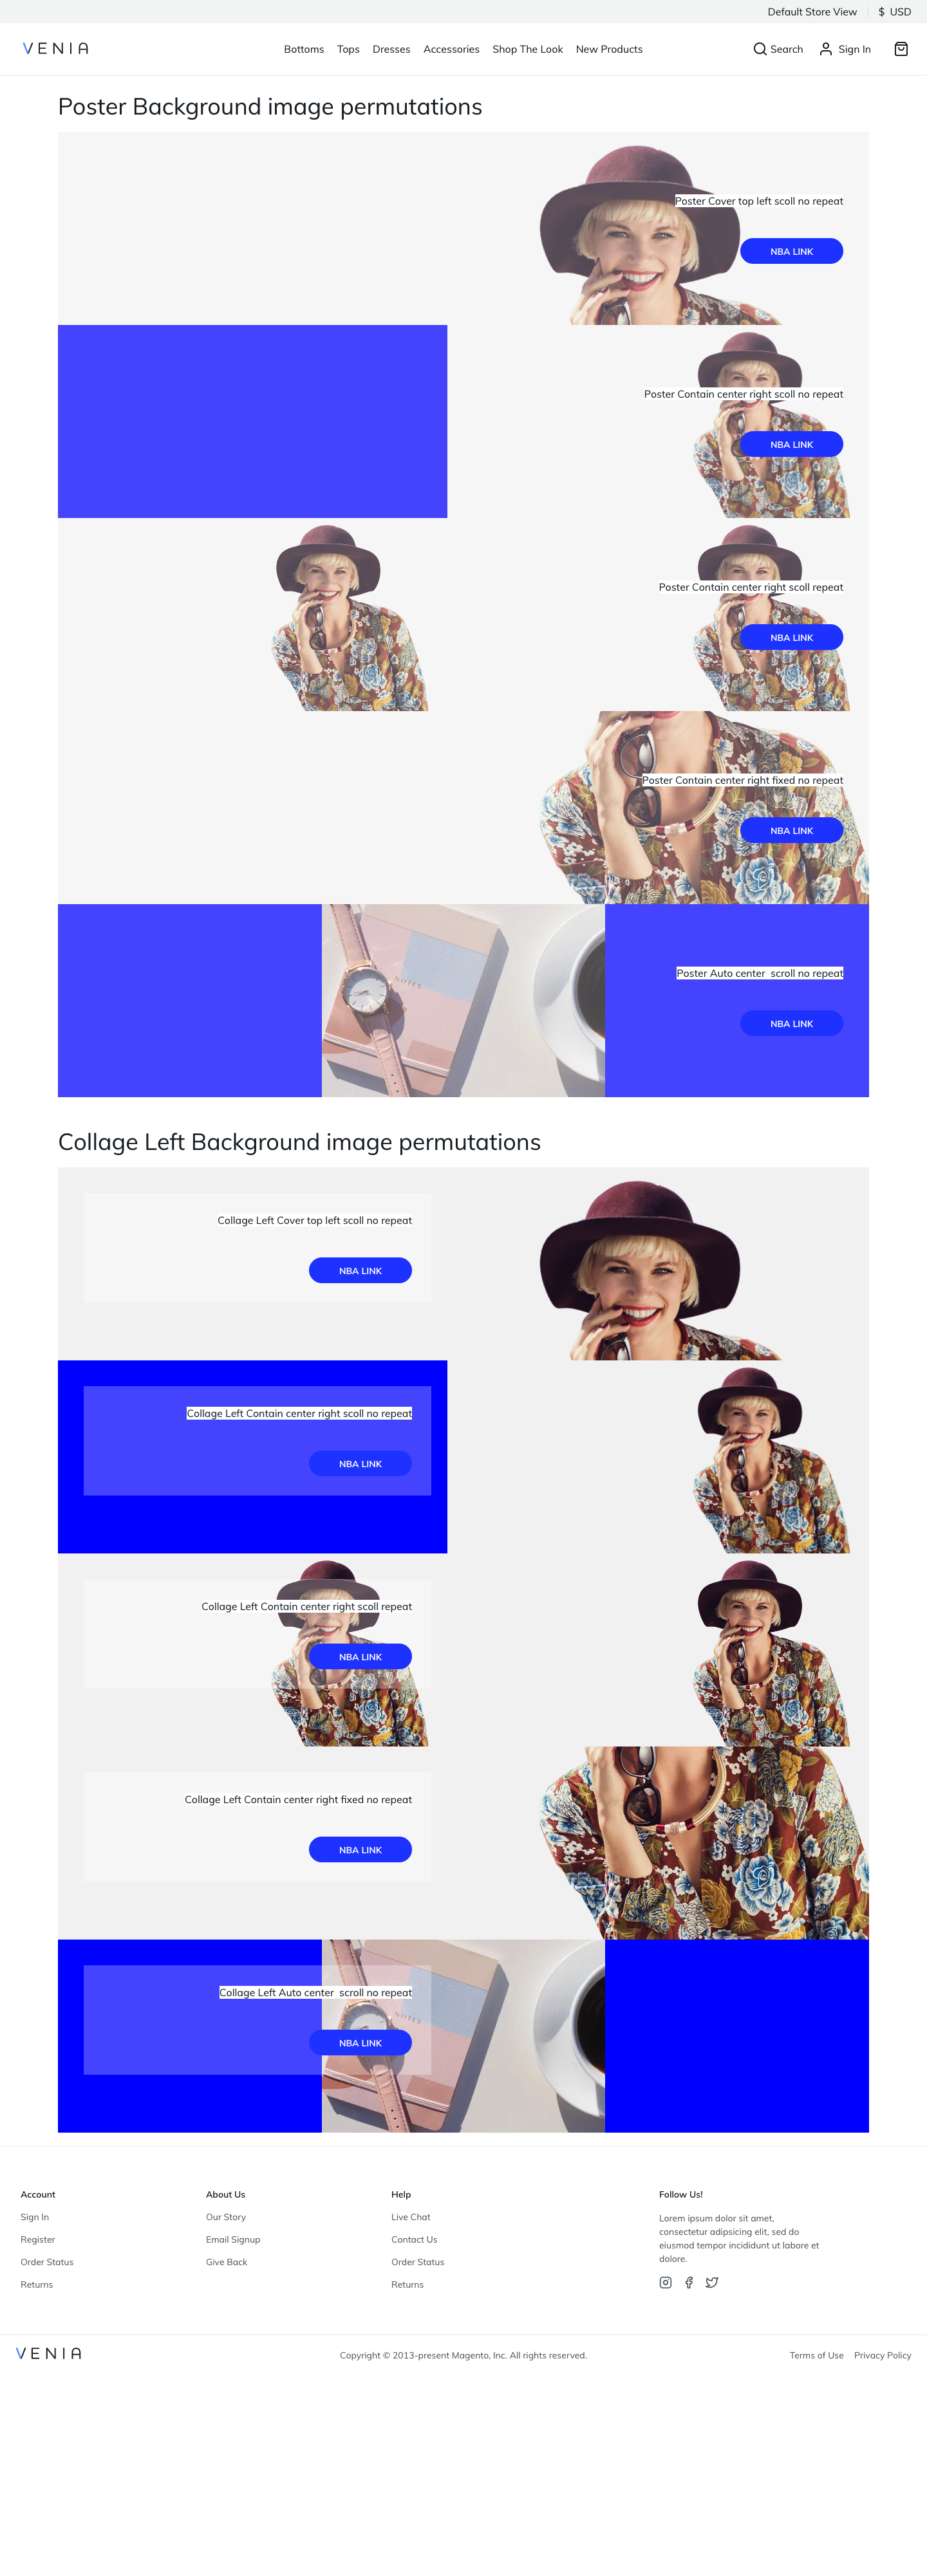 Default Store View
$ USD
VENIA
Bottoms Tops Dresses Accessories Shop The Look New Products
Search
Sign In
Poster Background image permutations
Poster Cover top left scoll no repeat
NBA LINK
Poster Contain center right scoll no repeat
NBA LINK
Poster Contain center right scoll repeat
NBA LINK
Poster Contain center right fixed no repeat
NBA LINK
NOTES
Poster Auto center scroll no repeat
NBA LINK
Collage Left Background image permutations
Collage Left Cover top left scoll no repeat
NBA LINK
Collage Left Contain center right scoll no repeat
NBA LINK
Collage Left Contain center right scoll repeat
NBA LINK
Collage Left Contain center right fixed no repeat
NBA LINK
Collage Left Auto center scroll no repeat
NOTES
NBA LINK
Account
Sign In
Register
Order Status
Returns
About Us
Our Story
Email Signup
Give Back
Help
Live Chat
Contact Us
Order Status
Returns
Follow Us!
Lorem ipsum dolor sit amet,
consectetur adipsicing elit, sed do
eiusmod tempor incididunt ut labore et
dolore.
VENIA
Copyright © 2013-present Magento, Inc. All rights reserved.
Terms of Use Privacy Policy